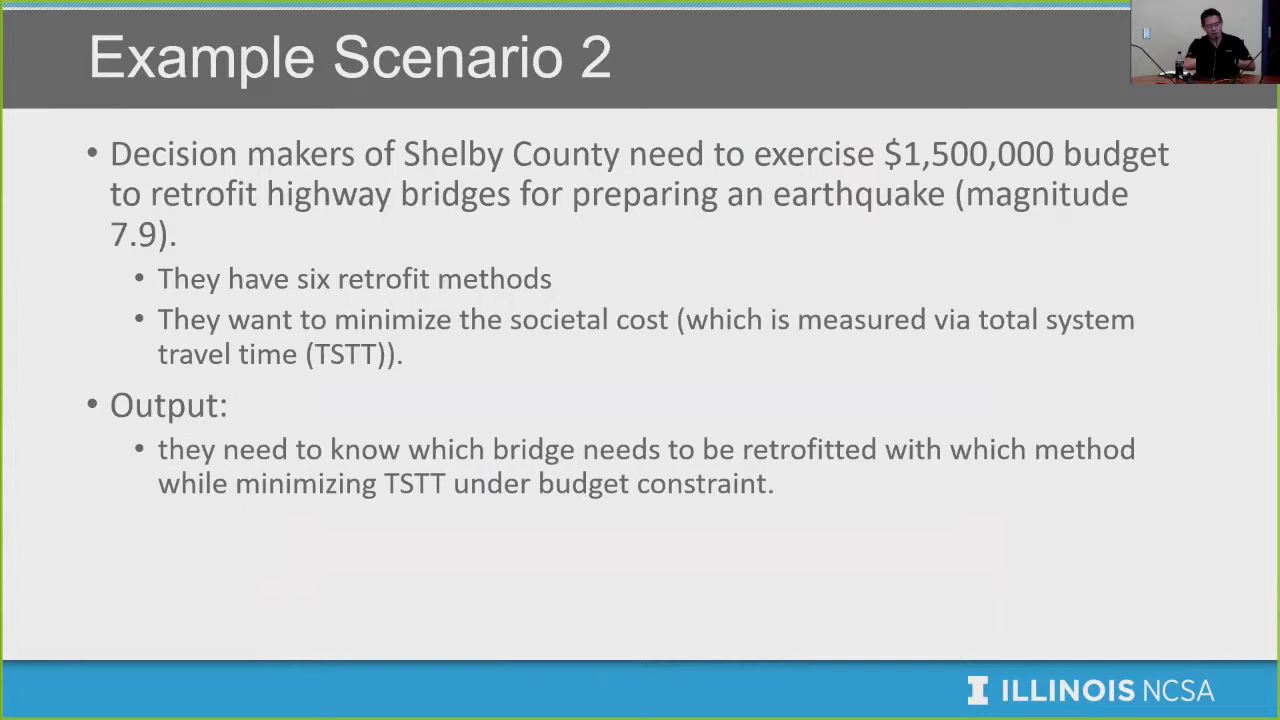 Example Scenario 2
• Decision makers of Shelby County need to exercise $1,500,000 budget
to retrofit highway bridges for preparing an earthquake (magnitude
7.9).
• They have six retrofit methods
• They want to minimize the societal cost (which is measured via total system
travel time (TSTT)).
• Output:
• they need to know which bridge needs to be retrofitted with which method
while minimizing TSTT under budget constraint.
I ILLINOIS NCSA